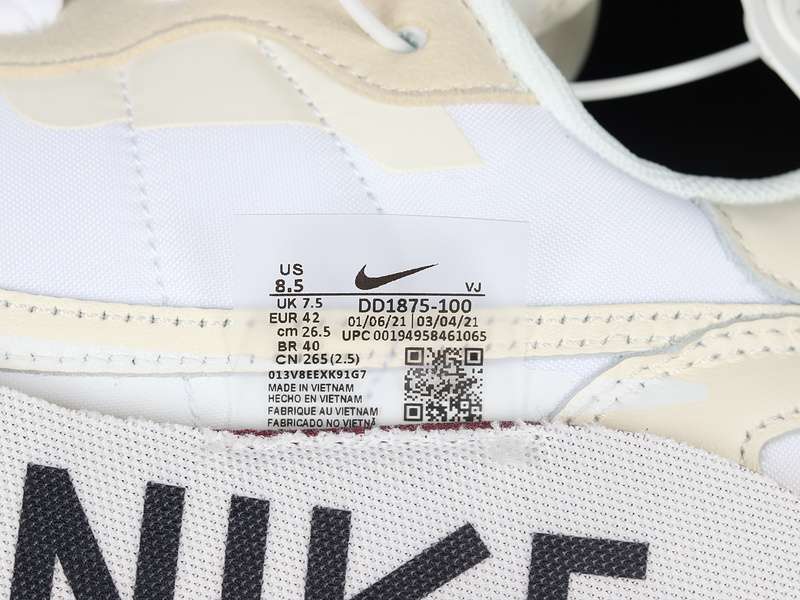 US
8.5
VJ
UK 7.5
DD1875-100
EUR 42
01/06/21 | 03/04/21
cm 26.5
UPC 00194958461065
BR 40
CN 265 (2.5)
013V8EEXK91G7
MADE IN VIETNAM
HECHO EN VIETNAM
FABRIQUE AU VIETNAM
FABRICADO NO VIETNÃ
NIKE